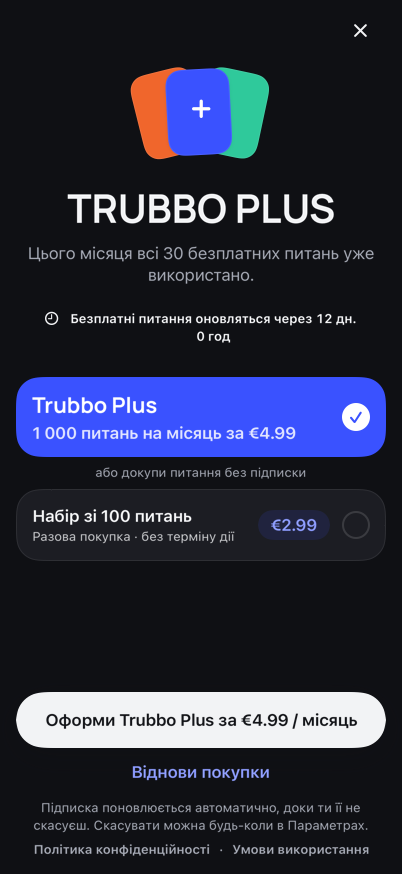 TRUBBO PLUS
Цього місяця всі 30 безплатних питань уже
використано.
Безплатні питання оновляться через 12 дн.
0 год
Trubbo Plus
1 000 питань на місяць за €4.99
або докупи питання без підписки
Набір зі 100 питань
Разова покупка · без терміну дії
€2.99
Оформи Trubbo Plus за €4.99 / місяць
Віднови покупки
Підписка поновлюється автоматично, доки ти її не
скасуєш. Скасувати можна будь-коли в Параметрах.
Політика конфіденційності · Умови використання